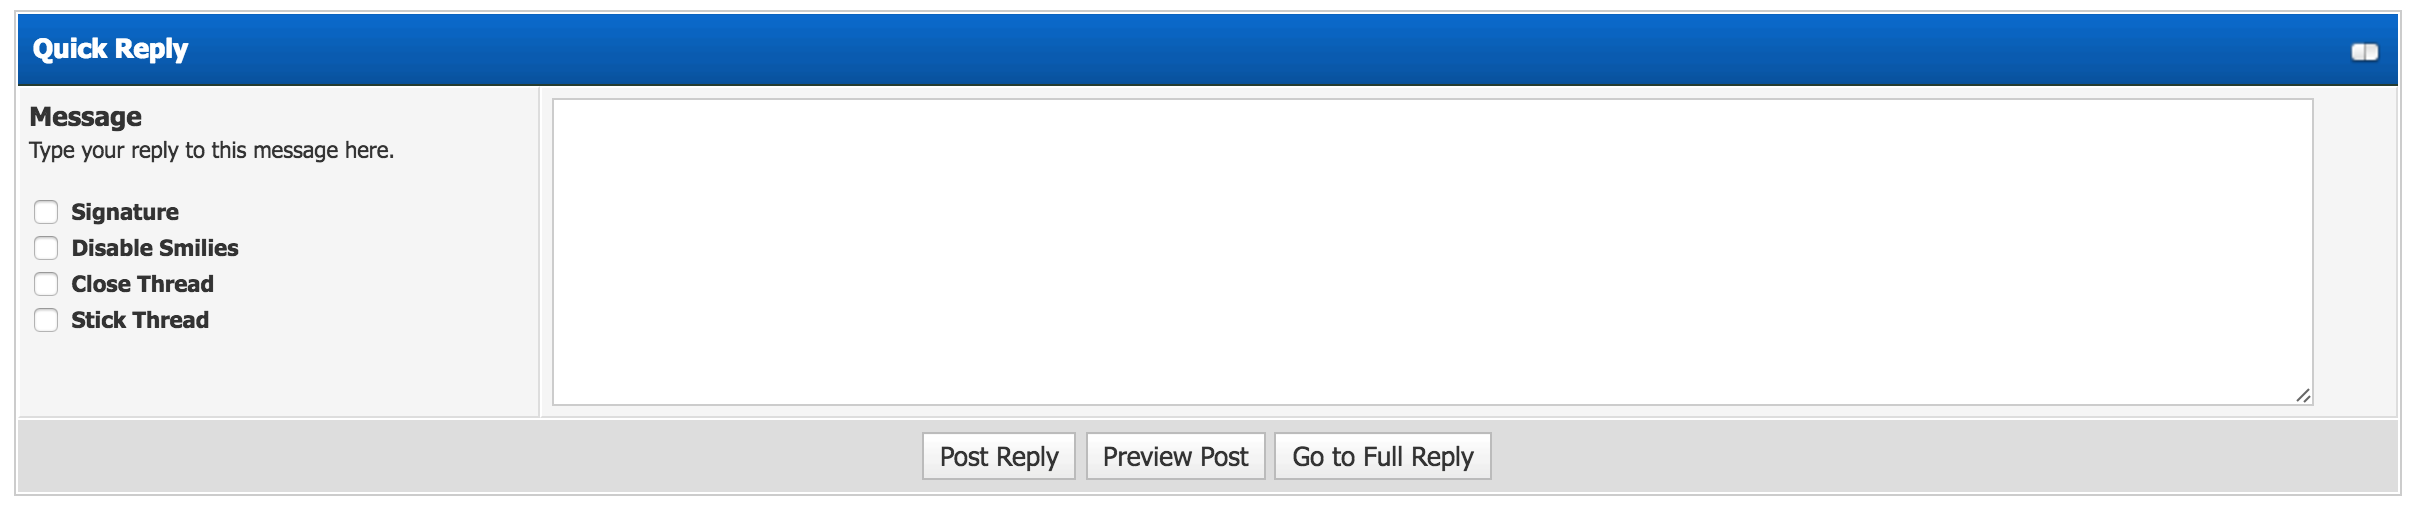 Quick Reply
Message
Type your reply to this message here.
Signature
Disable Smilies
Close Thread
Stick Thread
Post Reply
Preview Post
Go to Full Reply